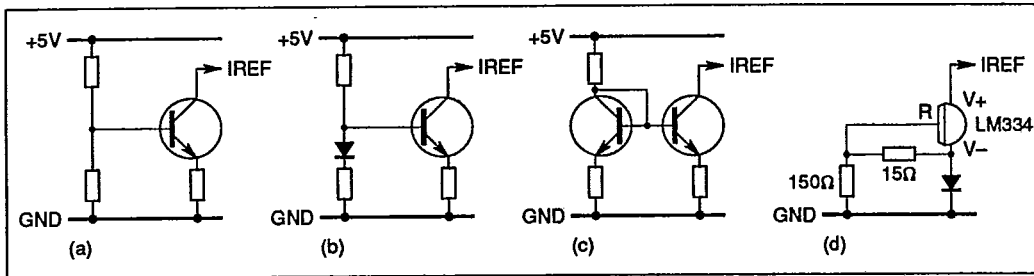 +5V
IREF
GND
(a)
+5V
IREF
GND
(b)
+5V
IREF
GND
(c)
IREF
V+
R
LM334
V−
15Ω
150Ω
GND
(d)